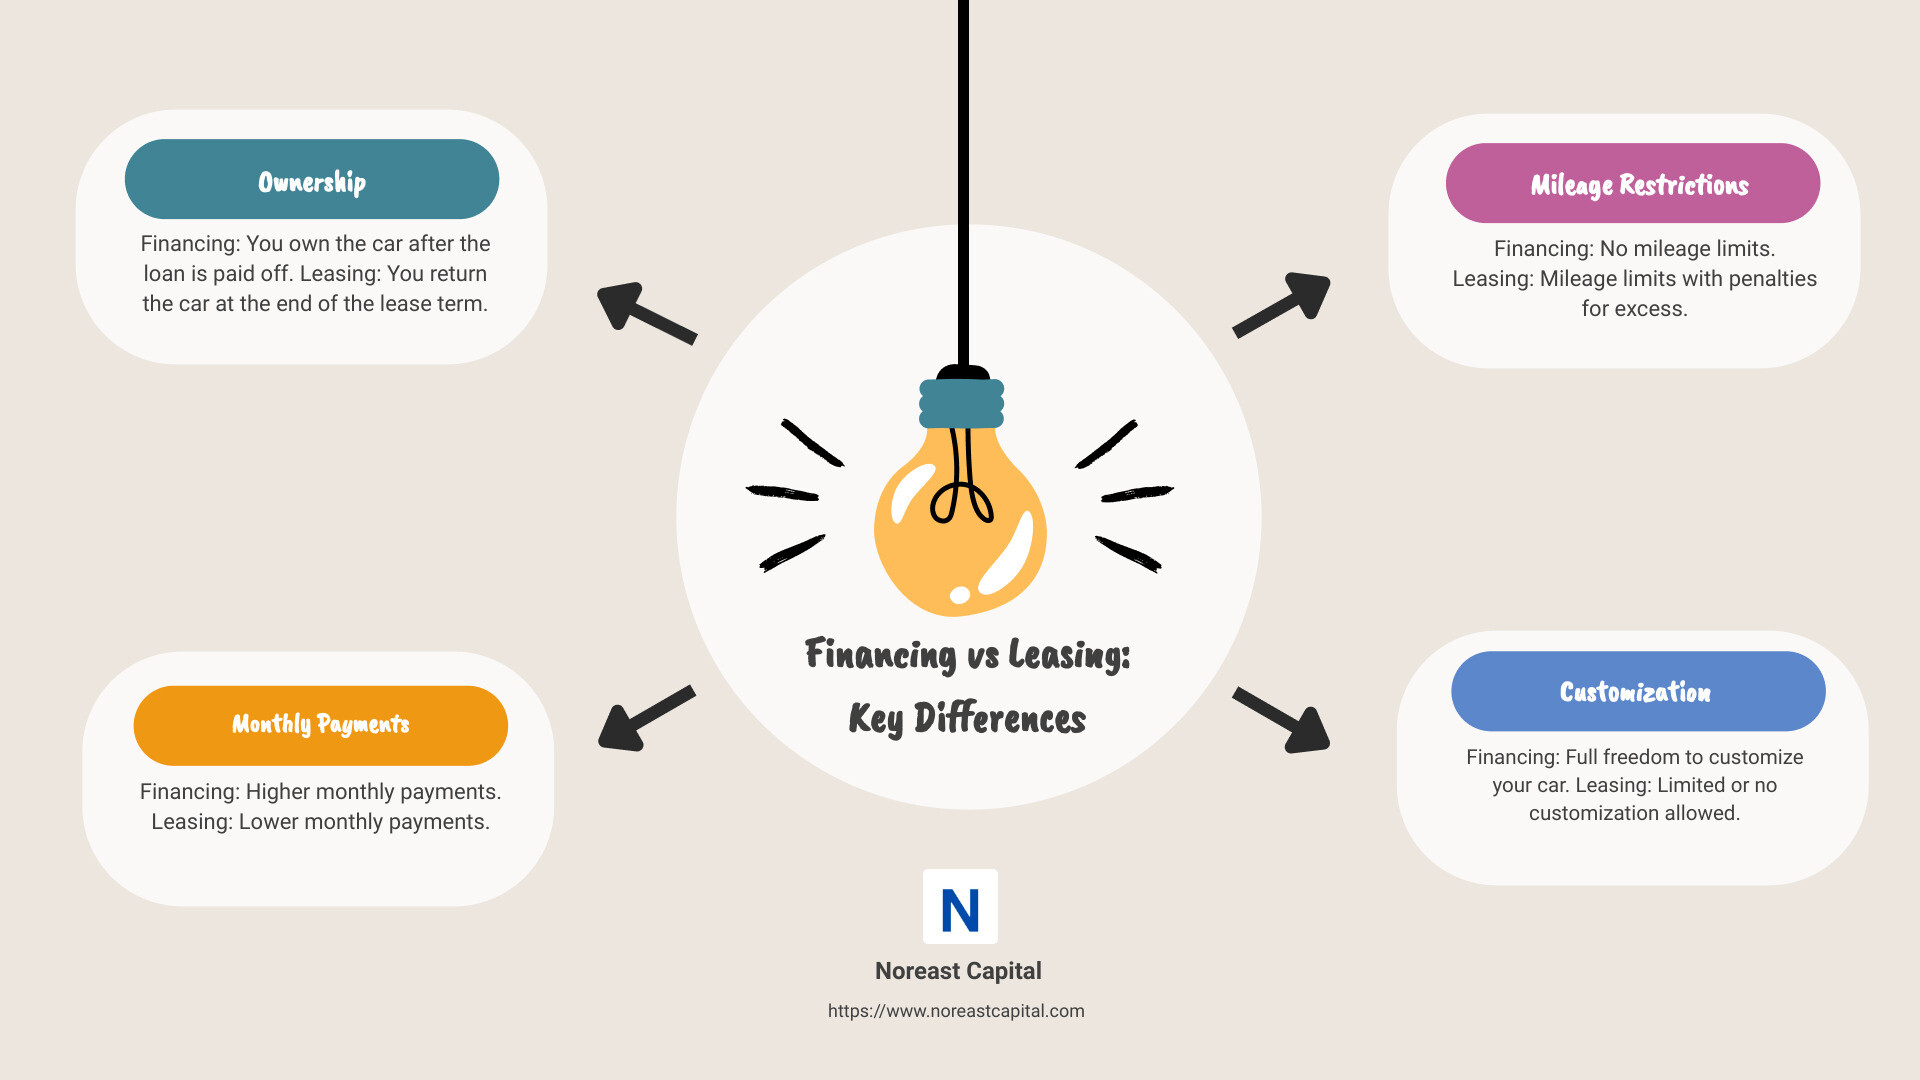 Ownership
Financing: You own the car after the
loan is paid off. Leasing: You return
the car at the end of the lease term.
Mileage Restrictions
Financing: No mileage limits.
Leasing: Mileage limits with penalties
for excess.
Financing vs Leasing:
Key Differences
Monthly Payments
Financing: Higher monthly payments.
Leasing: Lower monthly payments.
Customization
Financing: Full freedom to customize
your car. Leasing: Limited or no
customization allowed.
N
Noreast Capital
https://www.noreastcapital.com